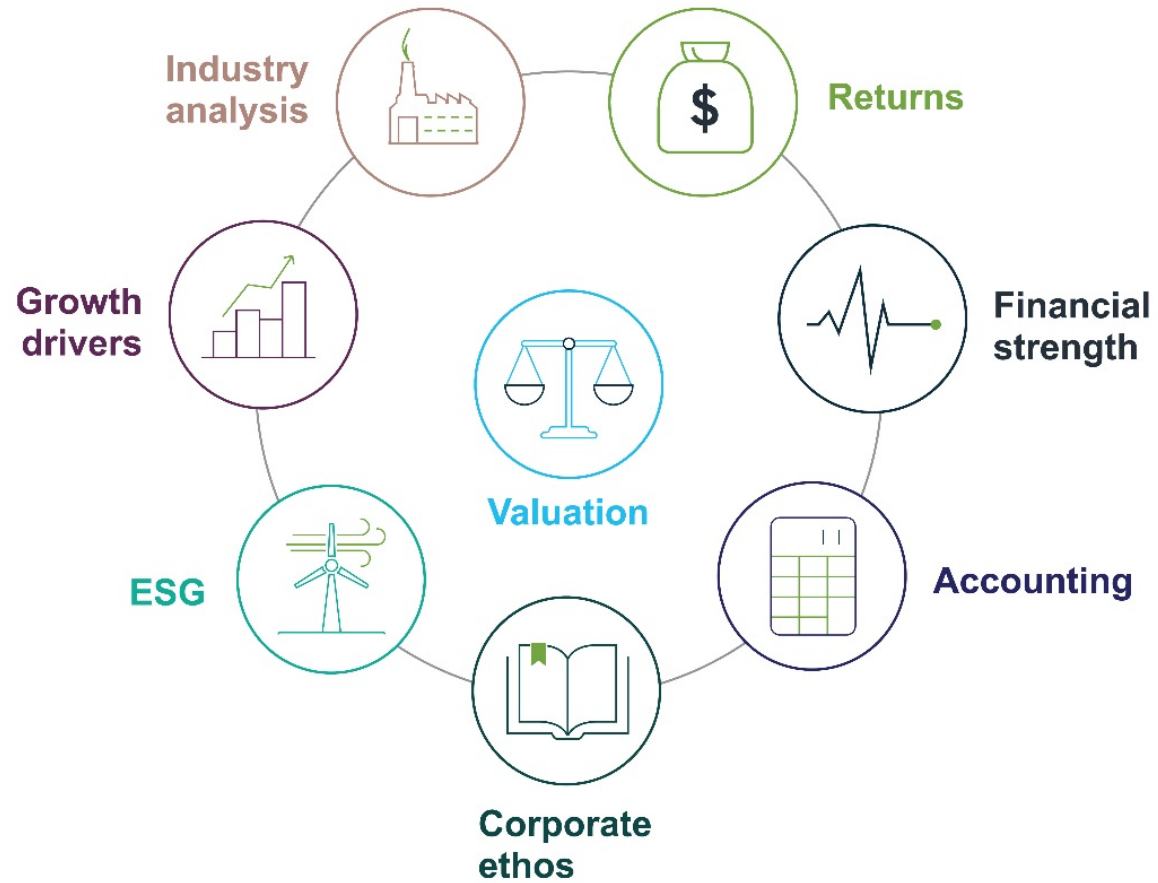 Industry
analysis
$
Returns
Growth
drivers
Financial
strength
Valuation
ESG
Accounting
Corporate
ethos